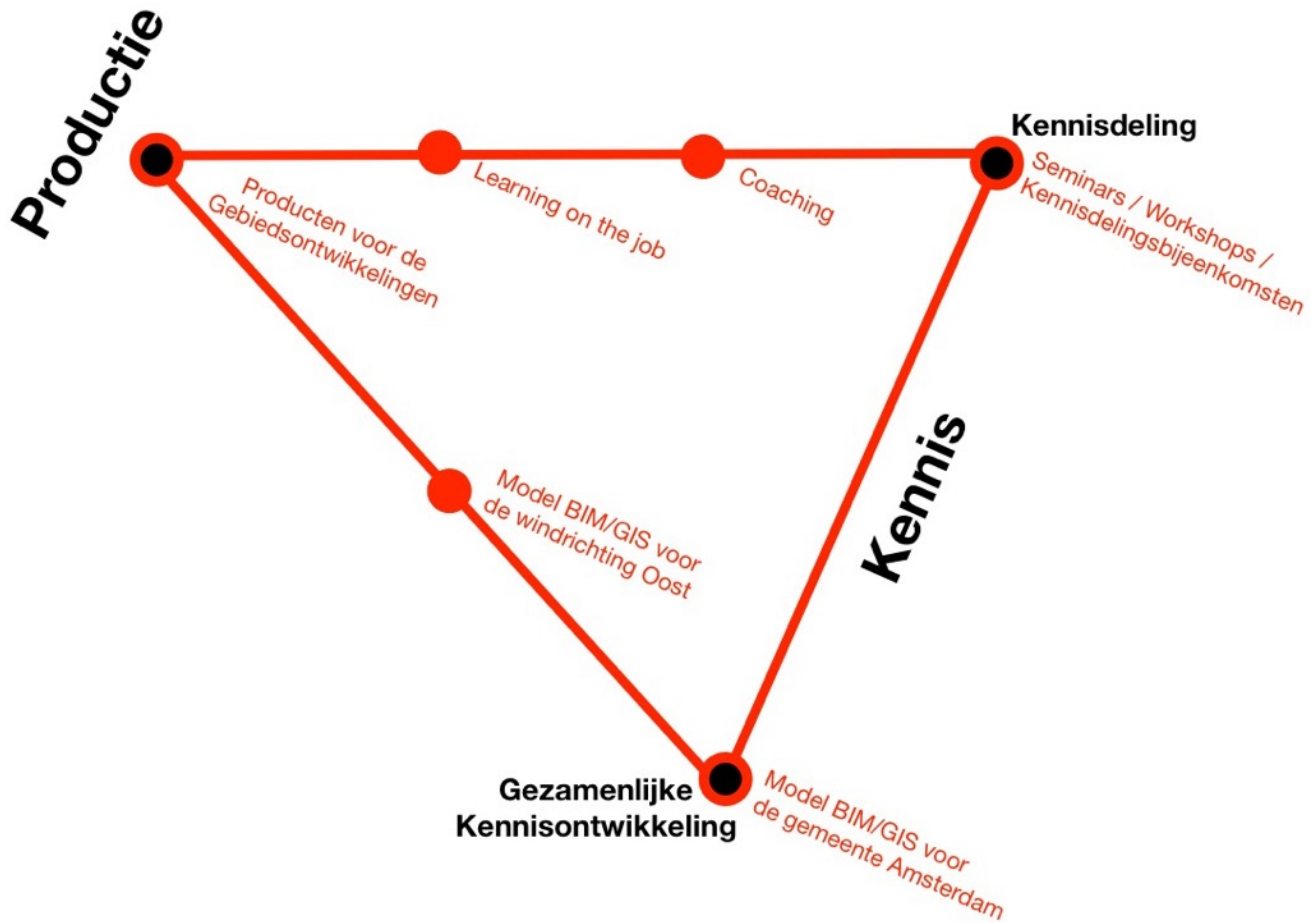 Productie
Kennisdeling
Producten voor de
Gebiedsontwikkelingen
Learning on the job
Coaching
Seminars / Workshops /
Kennisdelingsbijeenkomsten
Kennis
Model BIM/GIS voor
de windrichting Oost
Gezamenlijke
Kennisontwikkeling
Model BIM/GIS voor
de gemeente Amsterdam